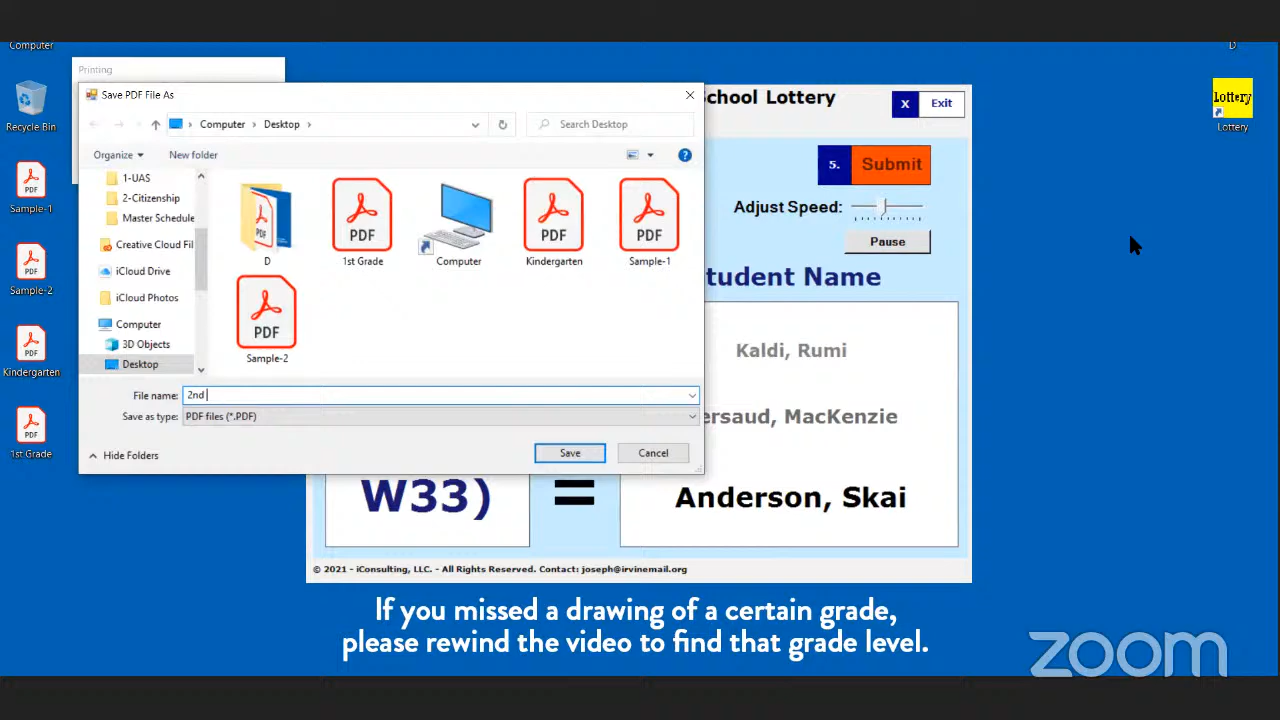 Computer
D
Printing
Recycle Bin
Sample-1
Sample-2
Kindergarten
1st Grade
Lottery
Lottery
Save PDF File As
Computer
Desktop
Search Desktop
Organize
New folder
1-UAS
2-Citizenship
Master Schedule
Creative Cloud Fil
iCloud Drive
iCloud Photos
Computer
3D Objects
Desktop
PDF
PDF
PDF
D
1st Grade
Computer
Kindergarten
Sample-1
PDF
Sample-2
File name: 2nd
Save as type: PDF files (*.PDF)
Hide Folders
Save
Cancel
School Lottery
X Exit
5. Submit
Adjust Speed:
Pause
tudent Name
Kaldi, Rumi
ersaud, MacKenzie
W33) = Anderson, Skai
© 2021 - iConsulting, LLC. - All Rights Reserved. Contact: joseph@irvinemail.org
If you missed a drawing of a certain grade,
please rewind the video to find that grade level.
zoom